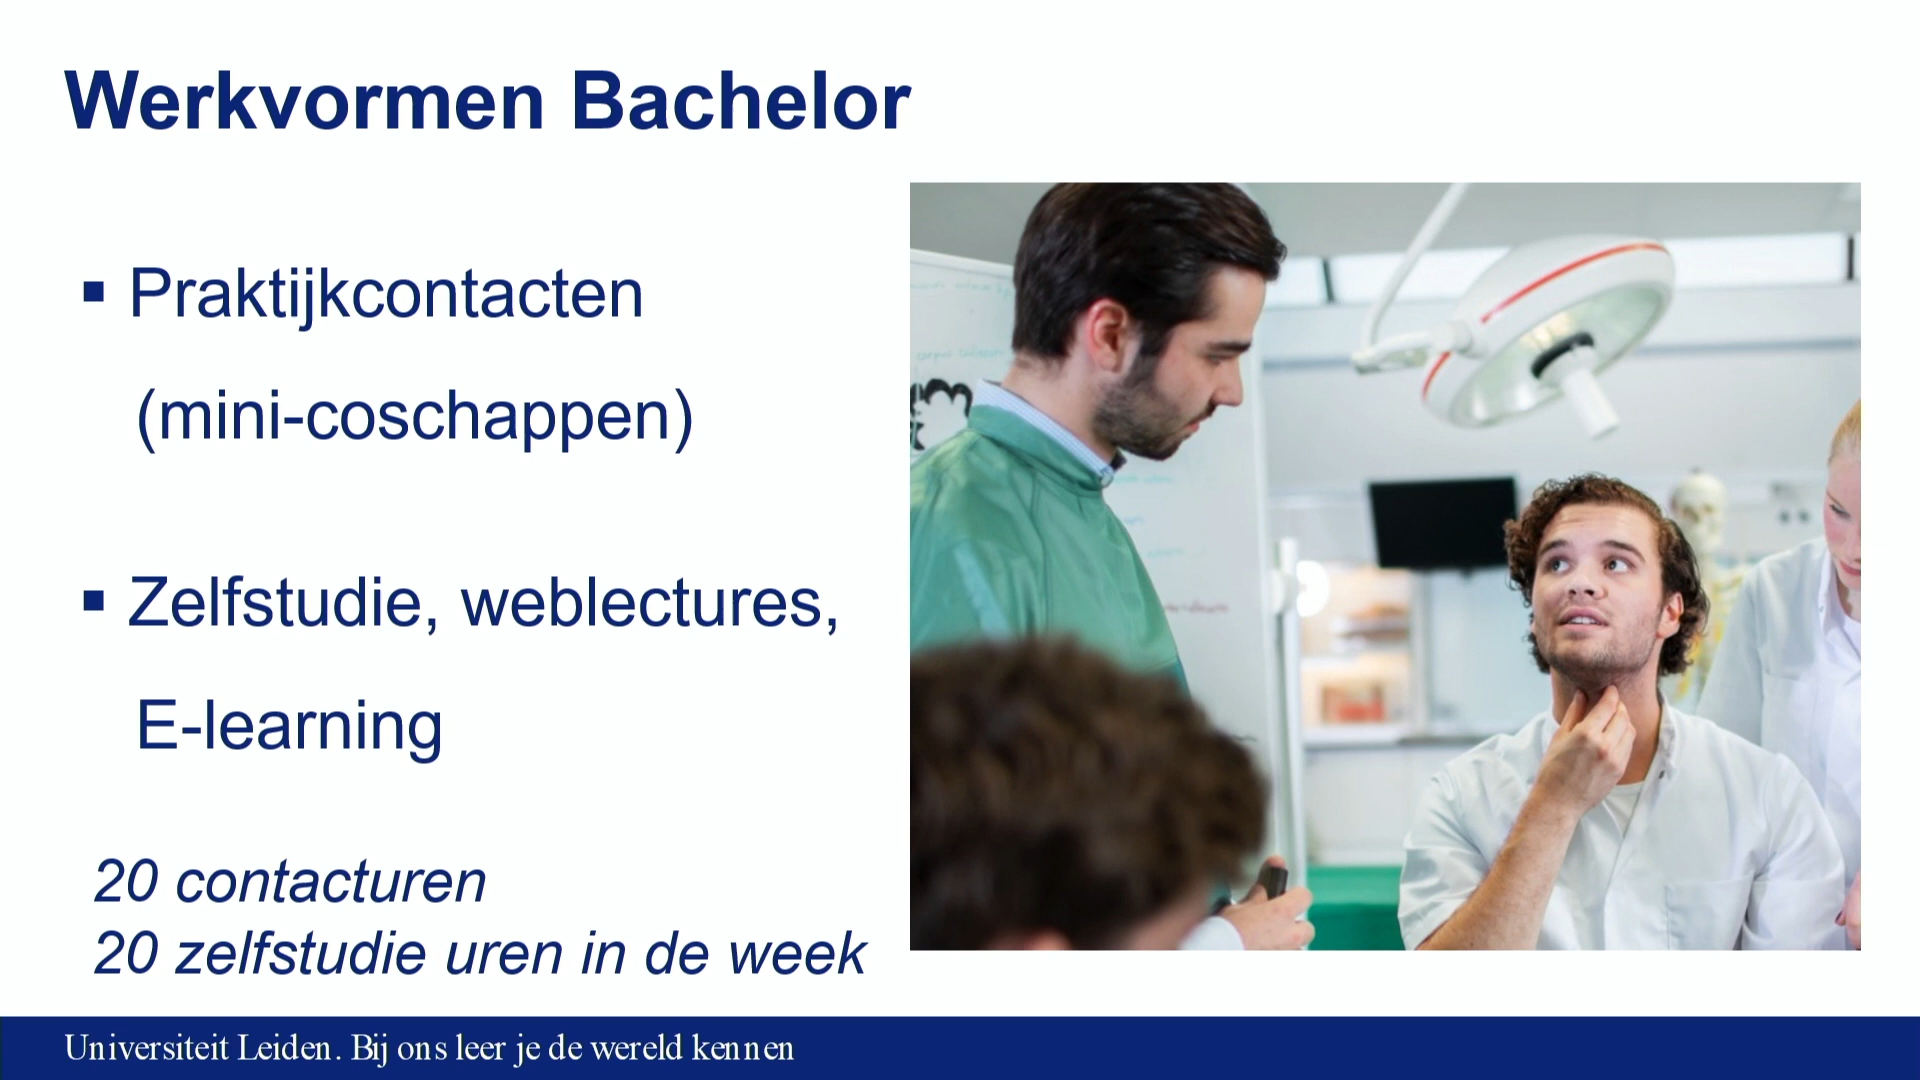 Werkvormen Bachelor
▪ Praktijkcontacten
(mini-coschappen)
▪ Zelfstudie, weblectures,
E-learning
20 contacturen
20 zelfstudie uren in de week
Universiteit Leiden. Bij ons leer je de wereld kennen